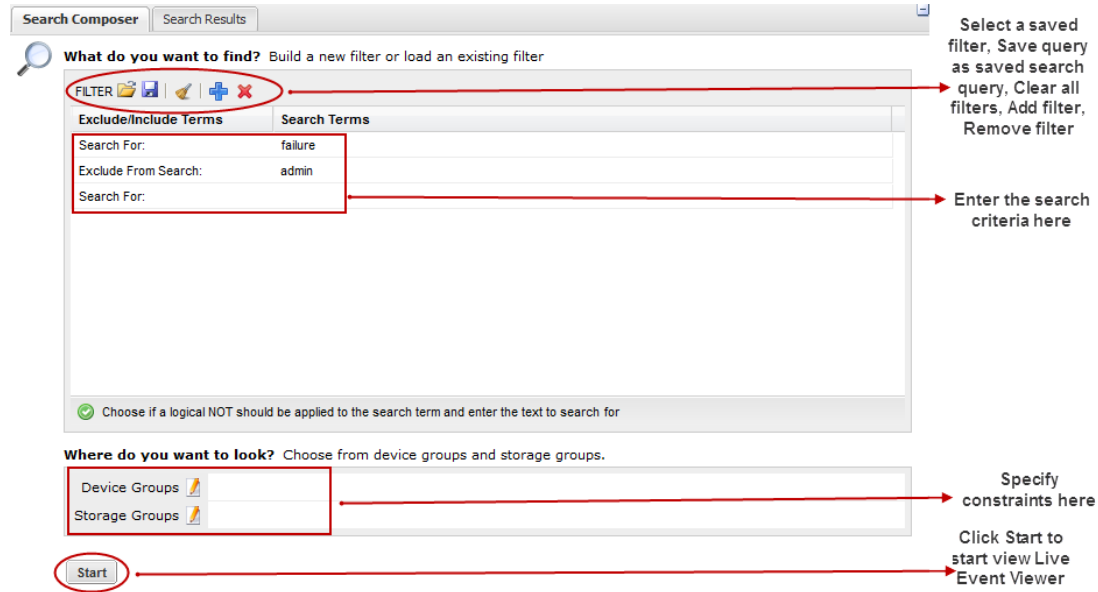 Search Composer
Search Results
What do you want to find? Build a new filter or load an existing filter
FILTER
Exclude/Include Terms
Search Terms
Search For:
failure
Exclude From Search:
admin
Search For:
Choose if a logical NOT should be applied to the search term and enter the text to search for
Where do you want to look? Choose from device groups and storage groups.
Device Groups
Storage Groups
Start
Select a saved
filter, Save query
as saved search
query, Clear all
filters, Add filter,
Remove filter
Enter the search
criteria here
Specify
constraints here
Click Start to
start view Live
Event Viewer